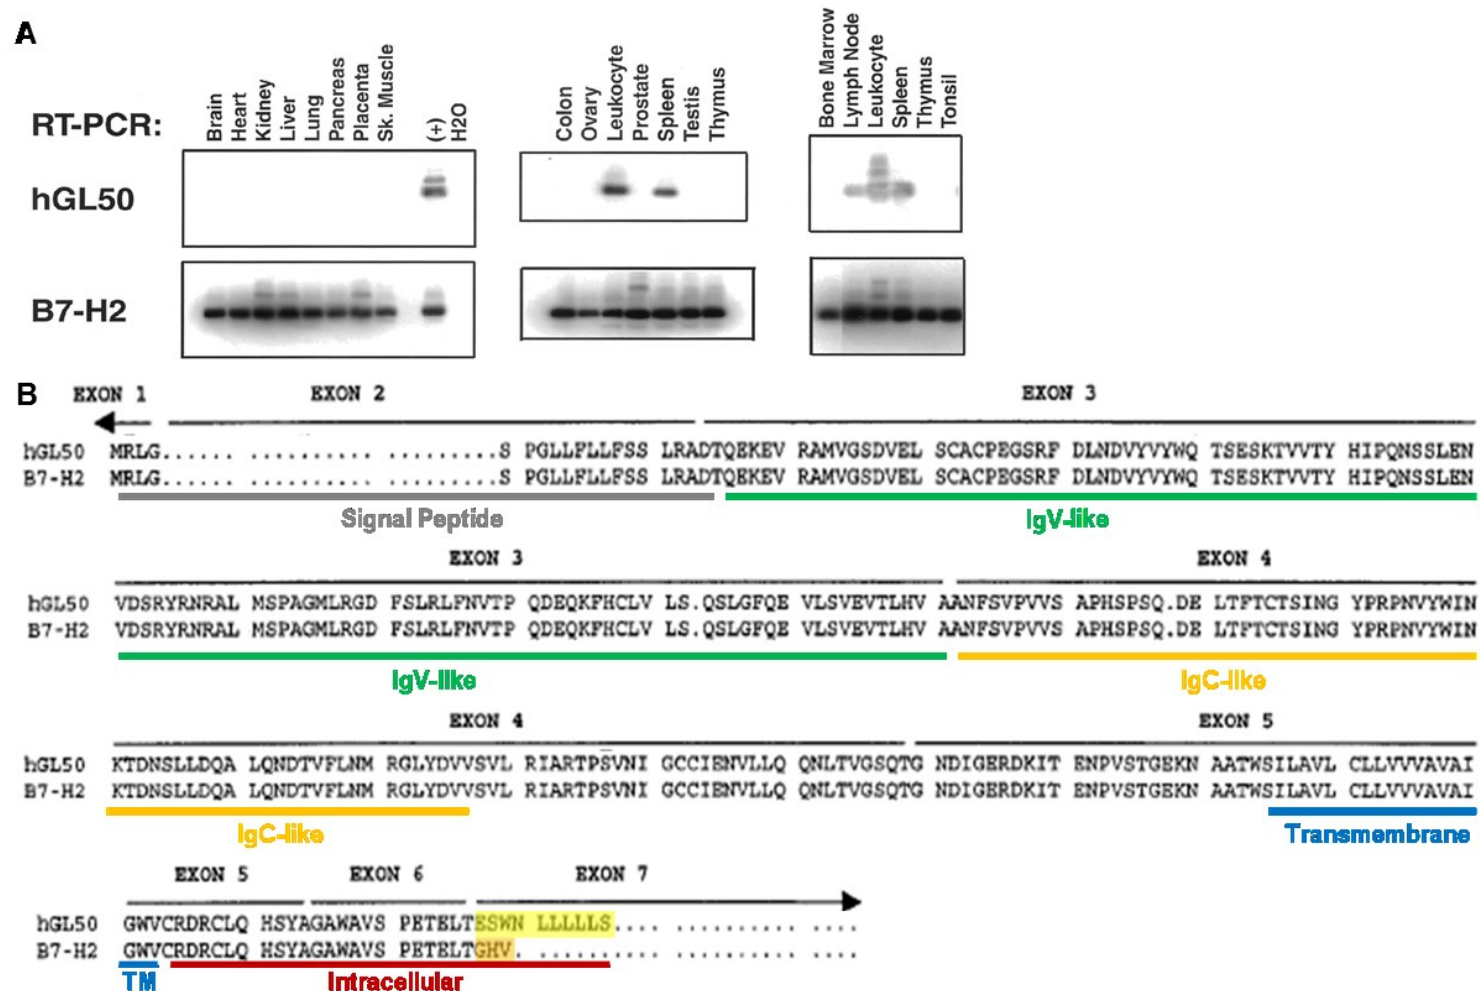 A
RT-PCR:
Brain
Heart
Kidney
Liver
Lung
Pancreas
Placenta
Sk. Muscle
(+)
H2O
Colon
Ovary
Leukocyte
Prostate
Spleen
Testis
Thymus
Bone Marrow
Lymph Node
Leukocyte
Spleen
Thymus
Tonsil
hGL50
B7-H2
B
EXON 1 EXON 2 EXON 3
hGL50 MRLG...... .......... .........S PGLLFLLFSS LRADTQEKEV RAMVGSDVEL SCACPEGSRF DLNDVYVYWQ TSESKTVVTY HIPQNSSLEN
B7-H2 MRLG...... .......... .........S PGLLFLLFSS LRADTQEKEV RAMVGSDVEL SCACPEGSRF DLNDVYVYWQ TSESKTVVTY HIPQNSSLEN
Signal Peptide IgV-like
EXON 3 EXON 4
hGL50 VDSRYRNRAL MSPAGMLRGD FSLRLFNVTP QDEQKFHCLV LS.QSLGFQE VLSVEVTLHV AANFSVPVVS APHSPSQ.DE LTFTCTSING YPRPNVYWIN
B7-H2 VDSRYRNRAL MSPAGMLRGD FSLRLFNVTP QDEQKFHCLV LS.QSLGFQE VLSVEVTLHV AANFSVPVVS APHSPSQ.DE LTFTCTSING YPRPNVYWIN
IgV-like IgC-like
EXON 4 EXON 5
hGL50 KTDNSLLDQA LQNDTVFLNM RGLYDVVSVL RIARTPSVNI GCCIENVLLQ QNLTVGSQTG NDIGERDKIT ENPVSTGEKN AATWSILAVL CLLVVVAVAI
B7-H2 KTDNSLLDQA LQNDTVFLNM RGLYDVVSVL RIARTPSVNI GCCIENVLLQ QNLTVGSQTG NDIGERDKIT ENPVSTGEKN AATWSILAVL CLLVVVAVAI
IgC-like Transmembrane
EXON 5 EXON 6 EXON 7
hGL50 GWVCRDRCLQ HSYAGAWAVS PETELTESWN LLLLLS.... .......... ....
B7-H2 GWVCRDRCLQ HSYAGAWAVS PETELTGHV. .......... .......... ....
TM Intracellular